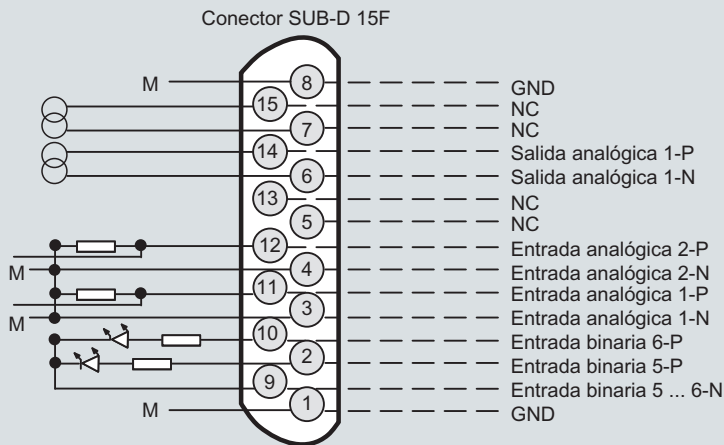 Conector SUB-D 15F
M
8
GND
15
NC
7
NC
14
Salida analógica 1-P
6
Salida analógica 1-N
13
NC
5
NC
12
Entrada analógica 2-P
M
4
Entrada analógica 2-N
11
Entrada analógica 1-P
M
3
Entrada analógica 1-N
10
Entrada binaria 6-P
2
Entrada binaria 5-P
9
Entrada binaria 5 ... 6-N
M
1
GND